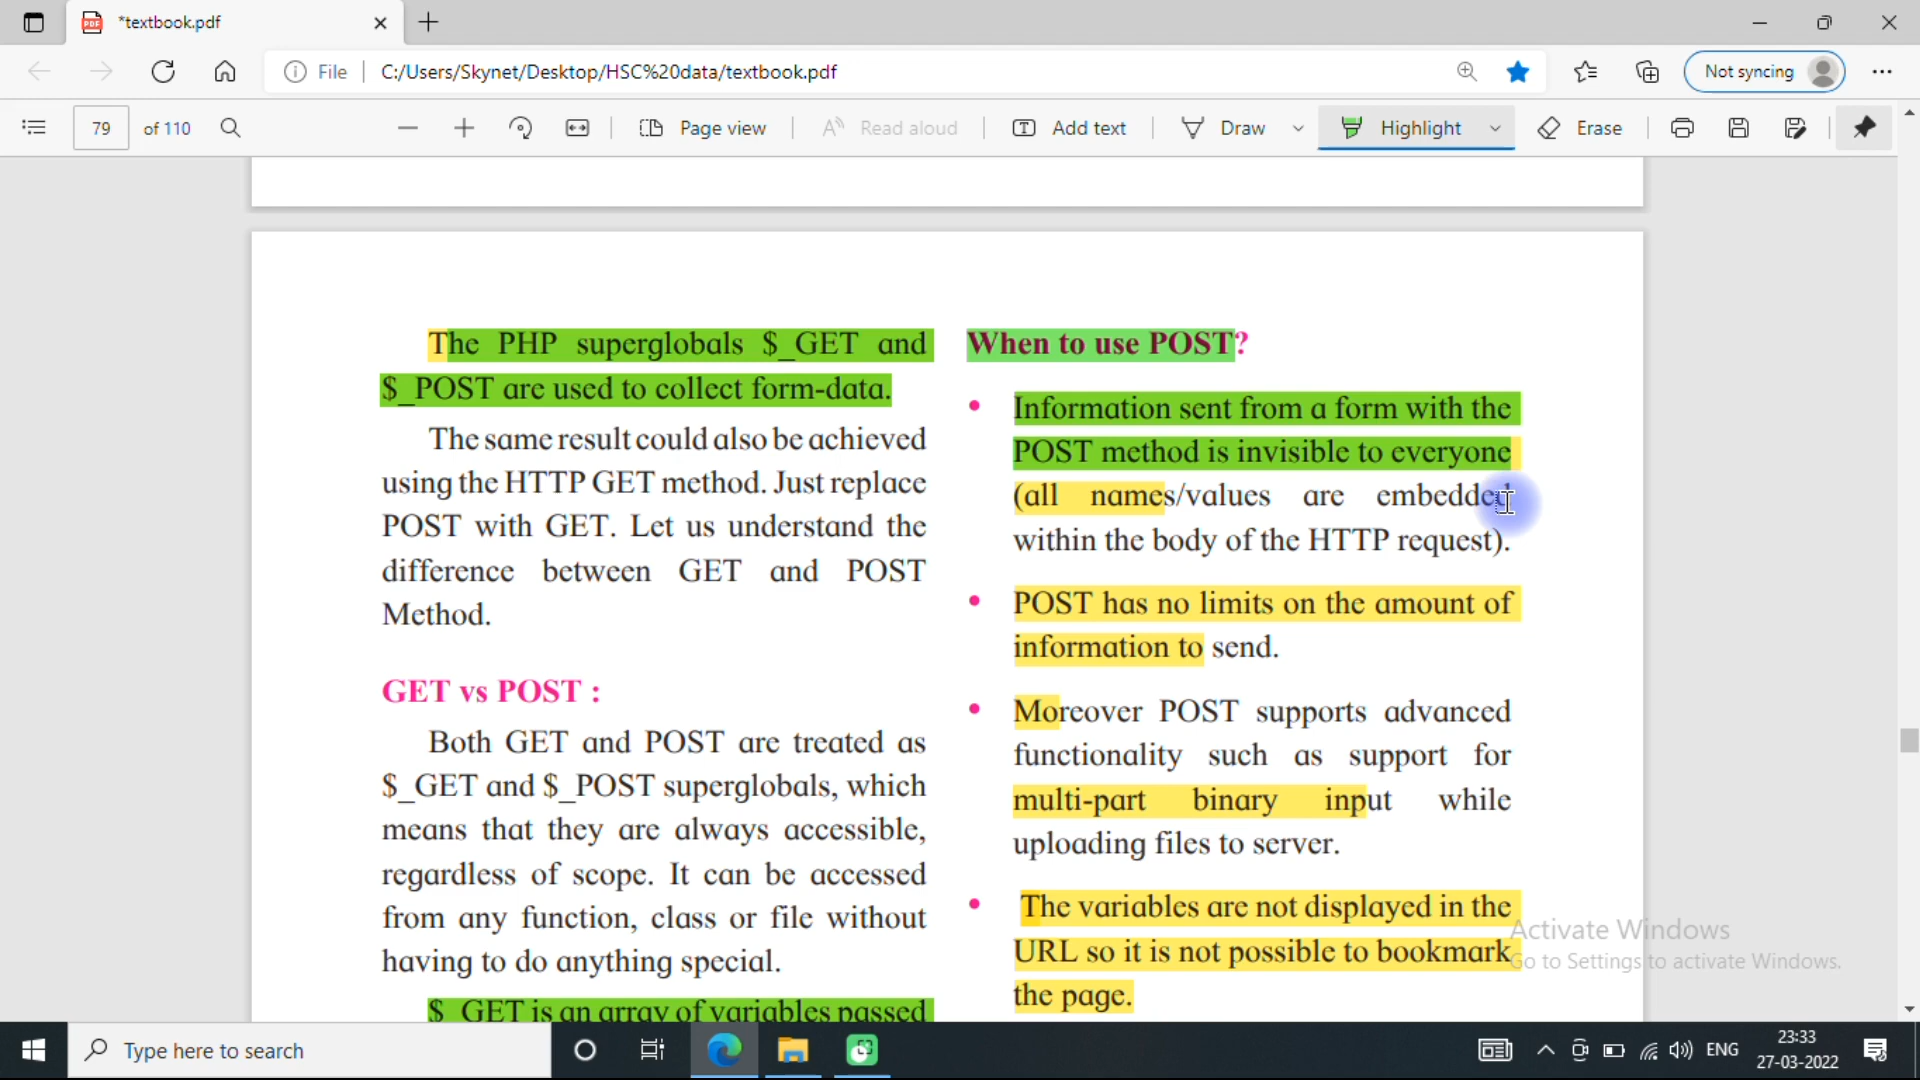 *textbook.pdf
File
C:/Users/Skynet/Desktop/HSC%20data/textbook.pdf
Not syncing
79 of 110
Page view
Read aloud
Add text
Draw
Highlight
Erase
The PHP superglobals $_GET and
$_POST are used to collect form-data.
The same result could also be achieved
using the HTTP GET method. Just replace
POST with GET. Let us understand the
difference between GET and POST
Method.
GET vs POST :
Both GET and POST are treated as
$_GET and $_POST superglobals, which
means that they are always accessible,
regardless of scope. It can be accessed
from any function, class or file without
having to do anything special.
$_GET is an array of variables passed
When to use POST?
• Information sent from a form with the
POST method is invisible to everyone
(all names/values are embedded
within the body of the HTTP request).
• POST has no limits on the amount of
information to send.
• Moreover POST supports advanced
functionality such as support for
multi-part binary input while
uploading files to server.
• The variables are not displayed in the
URL so it is not possible to bookmark
the page.
Activate Windows
Go to Settings to activate Windows.
Type here to search
ENG
23:33
27-03-2022